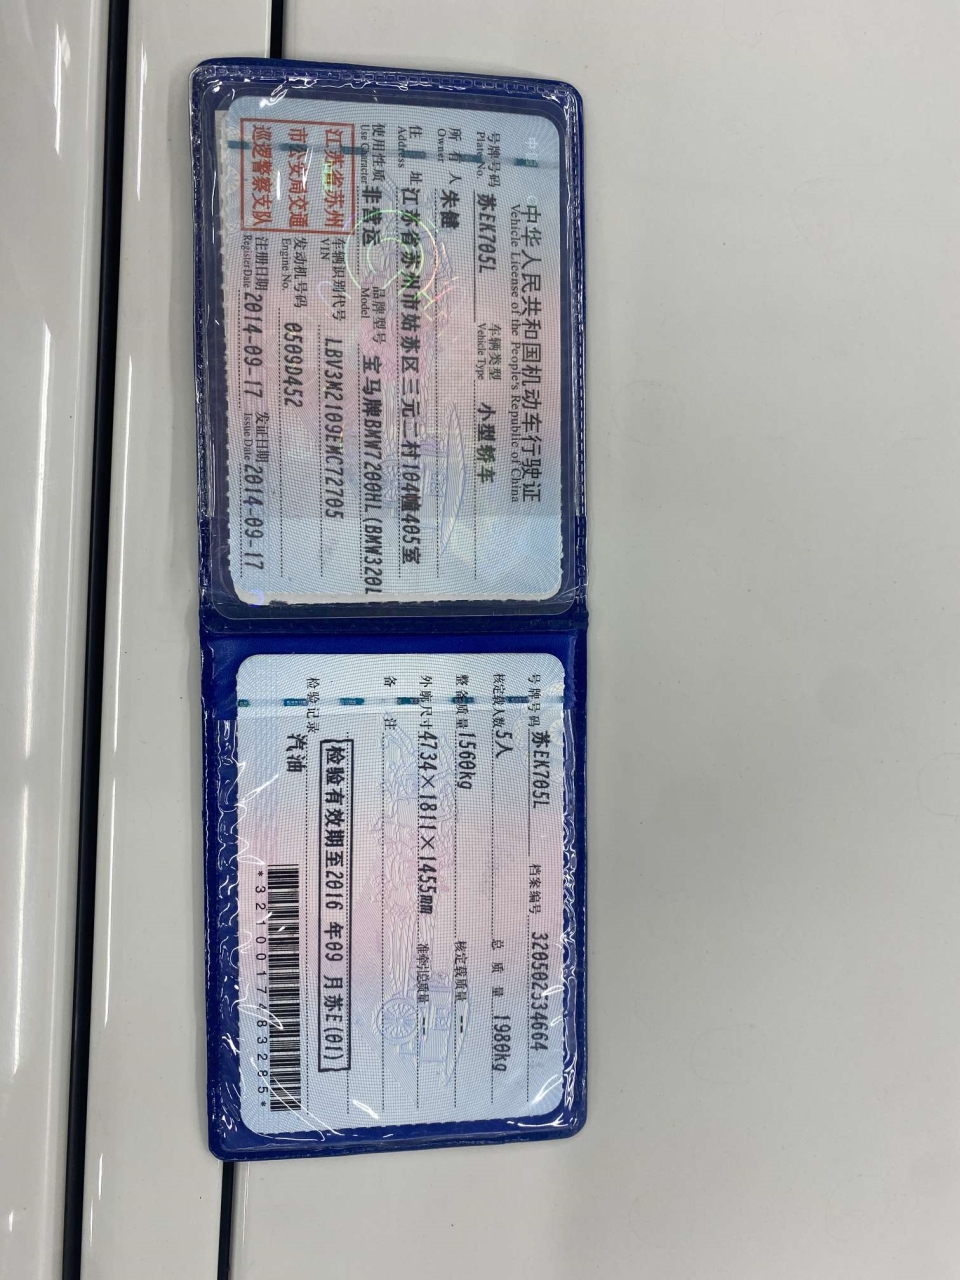 中华人民共和国机动车行驶证
Vehicle License of the People's Republic of China
号牌号码 苏EK705L 车辆类型 小型轿车
Plate No. Vehicle Type
所有人 朱健
Owner
住址 江苏省苏州市姑苏区三元二村104幢405室
Address
使用性质 非营运 品牌型号 宝马牌BMW7200HL(BMW320L
Use Character Model
江苏省苏州
市公安局交通
巡逻警察支队
车辆识别代号 LBV3M2109EMC72705
VIN
发动机号码 0509D452
Engine No.
注册日期 2014-09-17 发证日期 2014-09-17
Register Date Issue Date
号牌号码 苏EK705L 档案编号 320502334664
核定载人数 5人 总质量 1980kg
整备质量 1560kg 核定载质量 --
外廓尺寸 4734×1811×1455mm 准牵引总质量 --
备注
检验有效期至2016年09月苏E(01)
检验记录
汽油
*3210017483285*